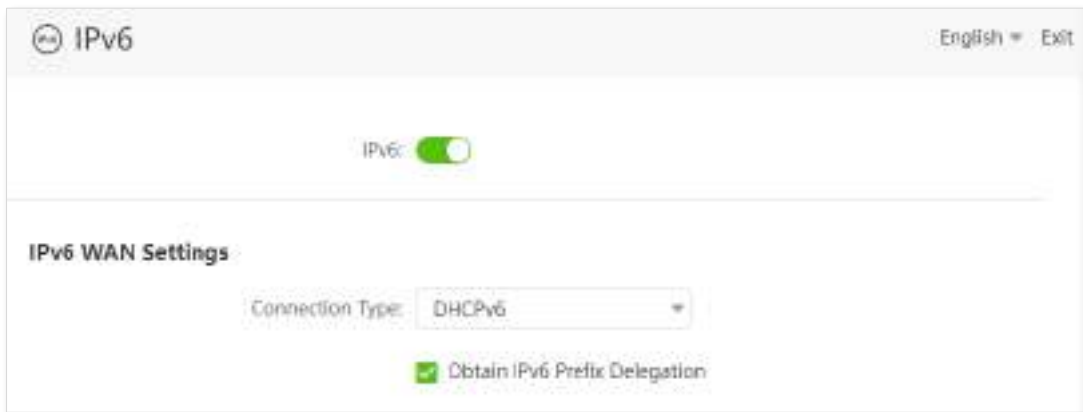 IPv6
English Exit
IPv6:
IPv6 WAN Settings
Connection Type: DHCPv6
Obtain IPv6 Prefix Delegation